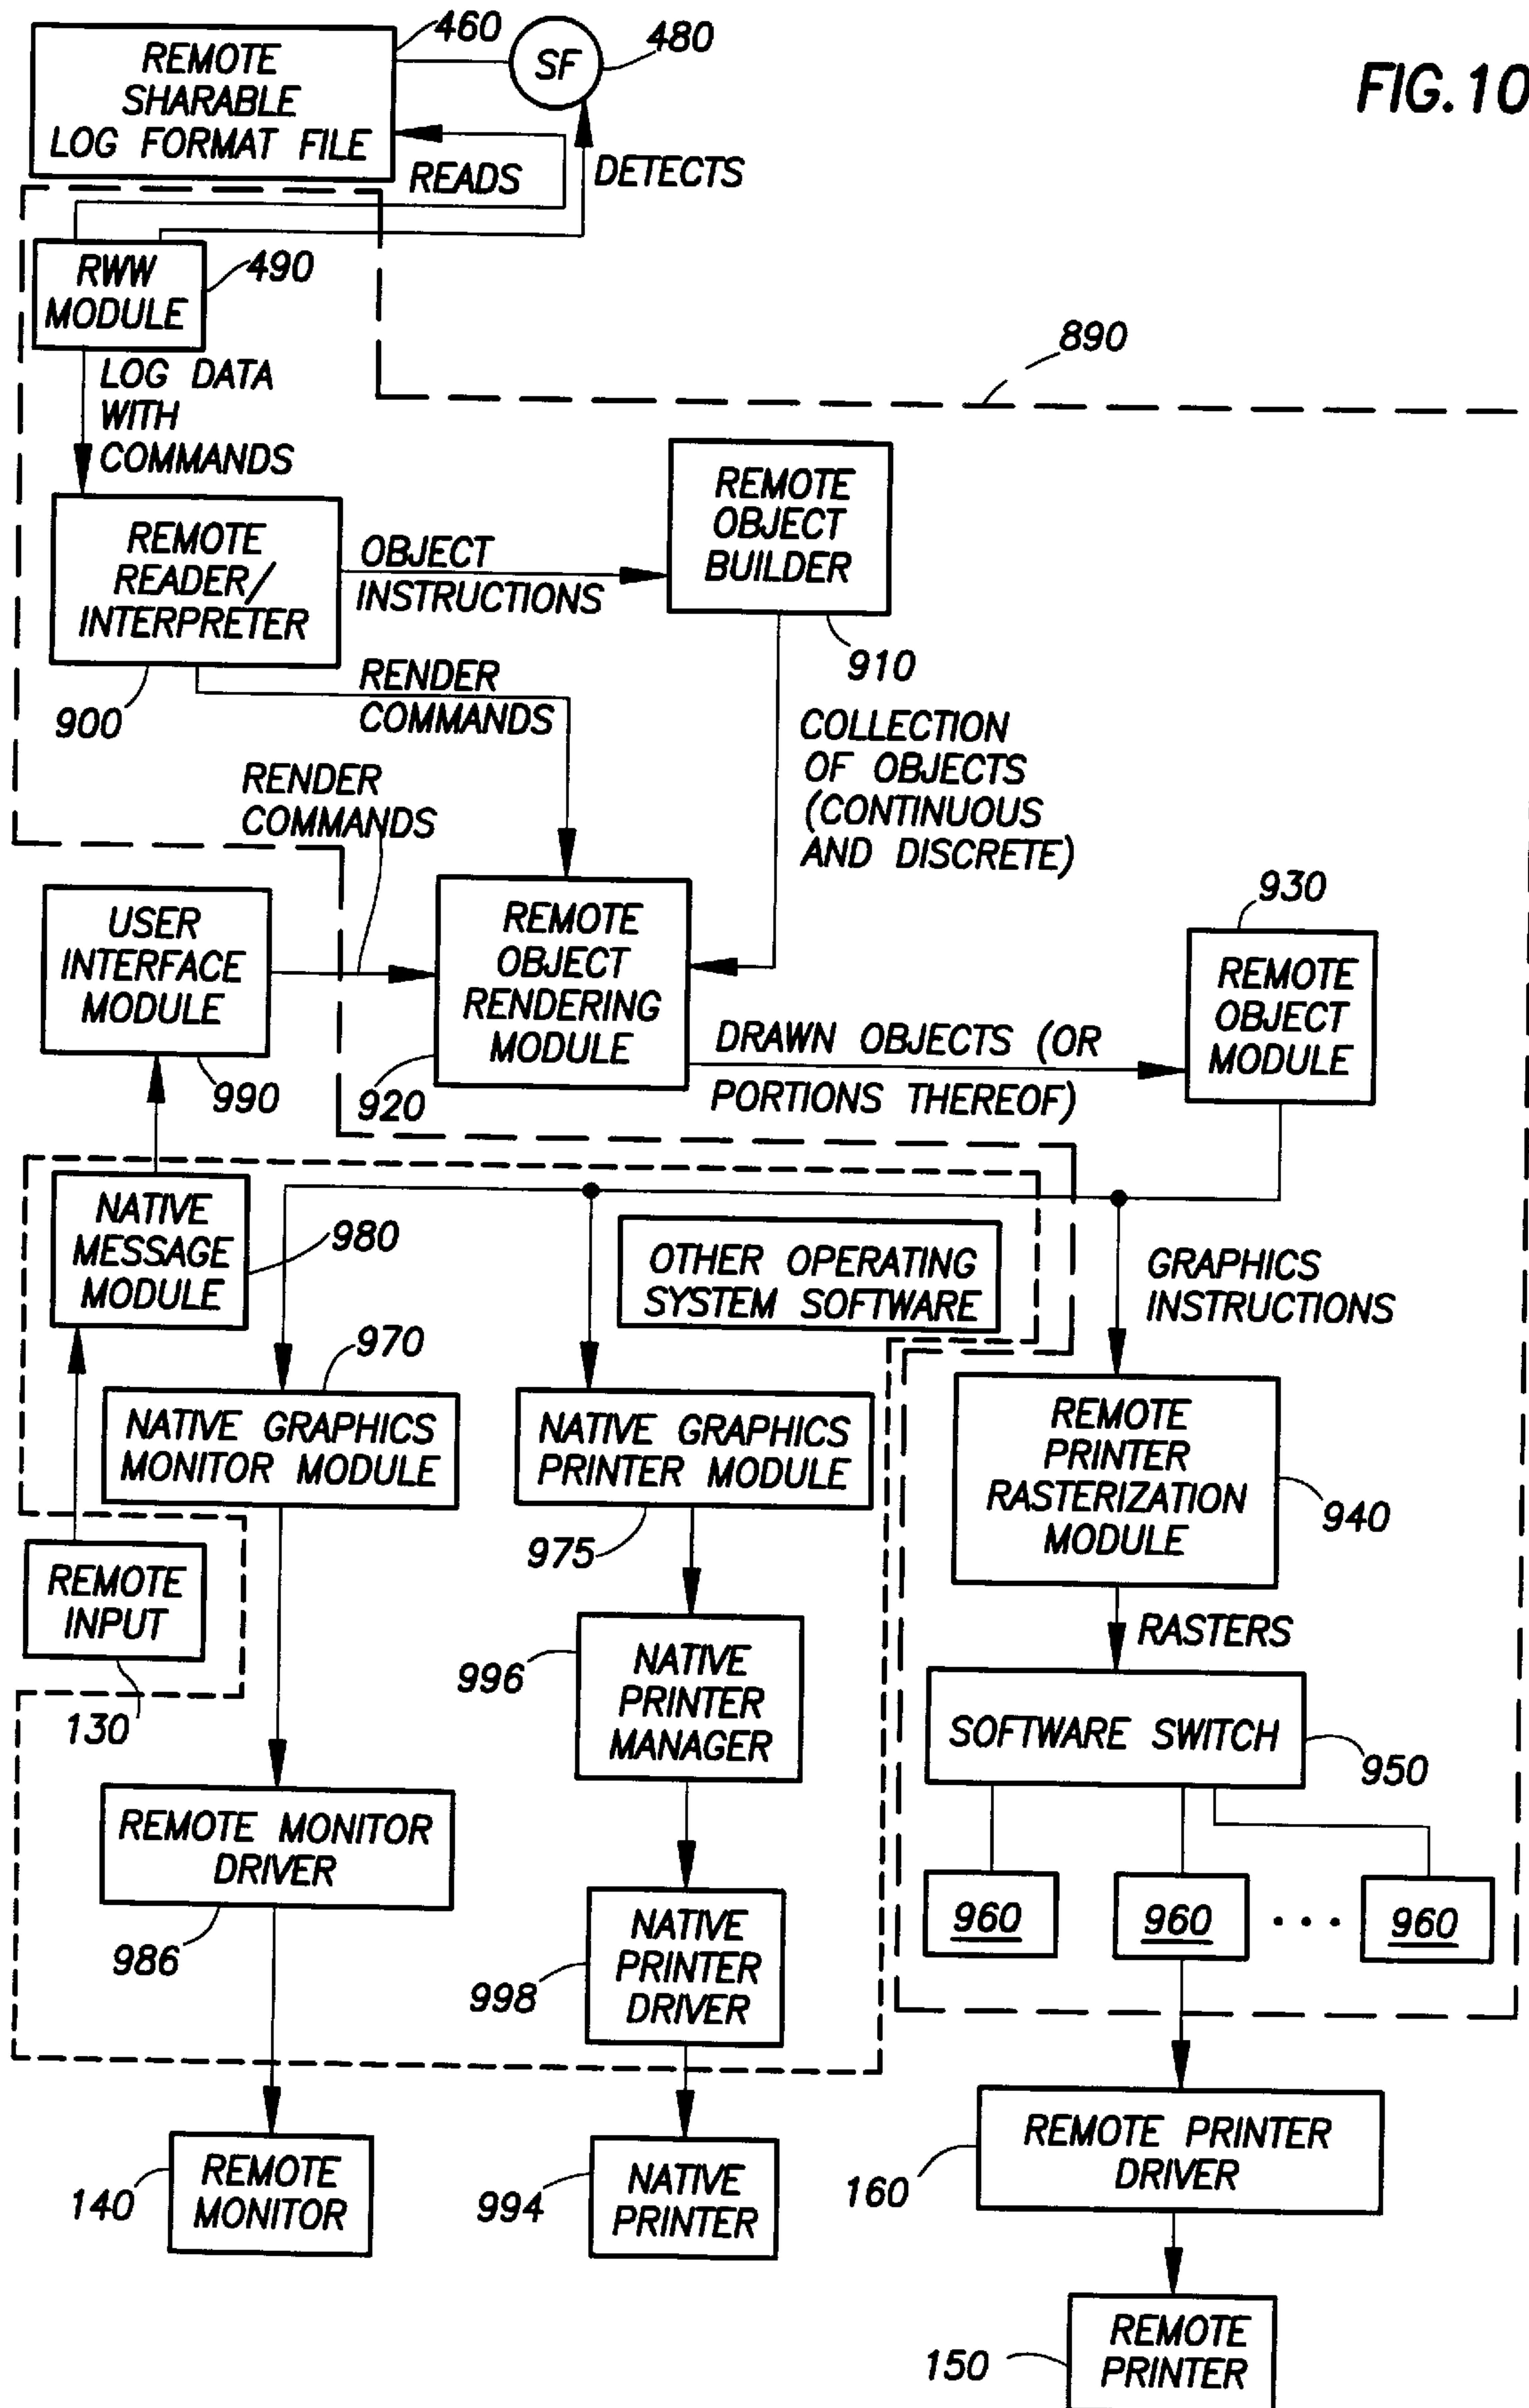 FIG.10
460
SF
480
REMOTE
SHARABLE
LOG FORMAT FILE
READS
DETECTS
RWW
MODULE
490
890
LOG DATA
WITH
COMMANDS
REMOTE
READER/
INTERPRETER
900
OBJECT
INSTRUCTIONS
REMOTE
OBJECT
BUILDER
910
RENDER
COMMANDS
COLLECTION
OF OBJECTS
(CONTINUOUS
AND DISCRETE)
RENDER
COMMANDS
USER
INTERFACE
MODULE
990
REMOTE
OBJECT
RENDERING
MODULE
920
DRAWN OBJECTS (OR
PORTIONS THEREOF)
930
REMOTE
OBJECT
MODULE
NATIVE
MESSAGE
MODULE
980
OTHER OPERATING
SYSTEM SOFTWARE
GRAPHICS
INSTRUCTIONS
970
NATIVE GRAPHICS
MONITOR MODULE
NATIVE GRAPHICS
PRINTER MODULE
975
REMOTE
PRINTER
RASTERIZATION
MODULE
940
REMOTE
INPUT
130
RASTERS
996
NATIVE
PRINTER
MANAGER
SOFTWARE SWITCH
950
REMOTE MONITOR
DRIVER
986
960
960
...
960
998
NATIVE
PRINTER
DRIVER
140
REMOTE
MONITOR
994
NATIVE
PRINTER
160
REMOTE PRINTER
DRIVER
150
REMOTE
PRINTER